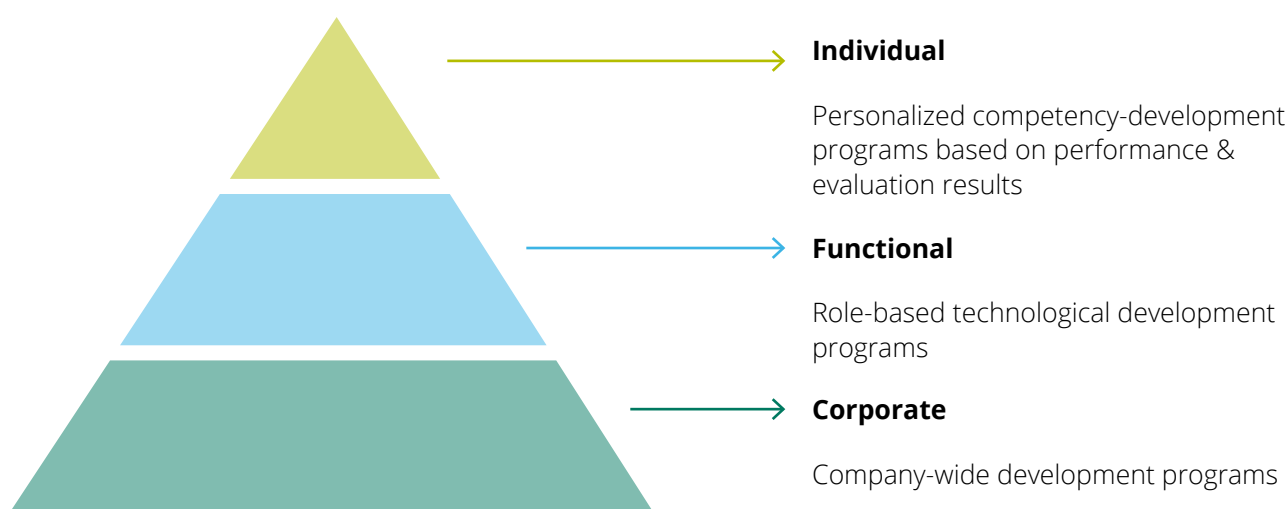 Individual
Personalized competency-development
programs based on performance &
evaluation results
Functional
Role-based technological development
programs
Corporate
Company-wide development programs